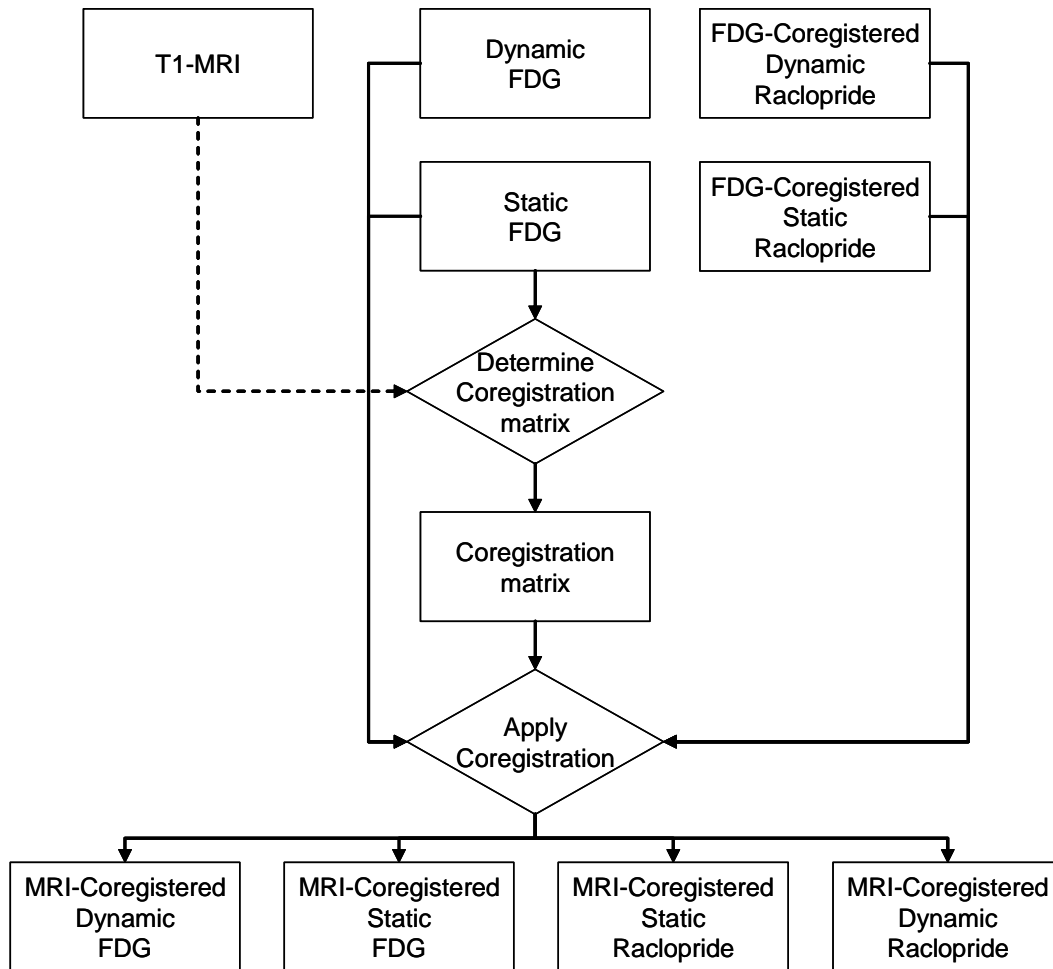 T1-MRI
Dynamic
FDG
FDG-Coregistered
Dynamic
Raclopride
Static
FDG
FDG-Coregistered
Static
Raclopride
Determine
Coregistration
matrix
Coregistration
matrix
Apply
Coregistration
MRI-Coregistered
Dynamic
FDG
MRI-Coregistered
Static
FDG
MRI-Coregistered
Static
Raclopride
MRI-Coregistered
Dynamic
Raclopride